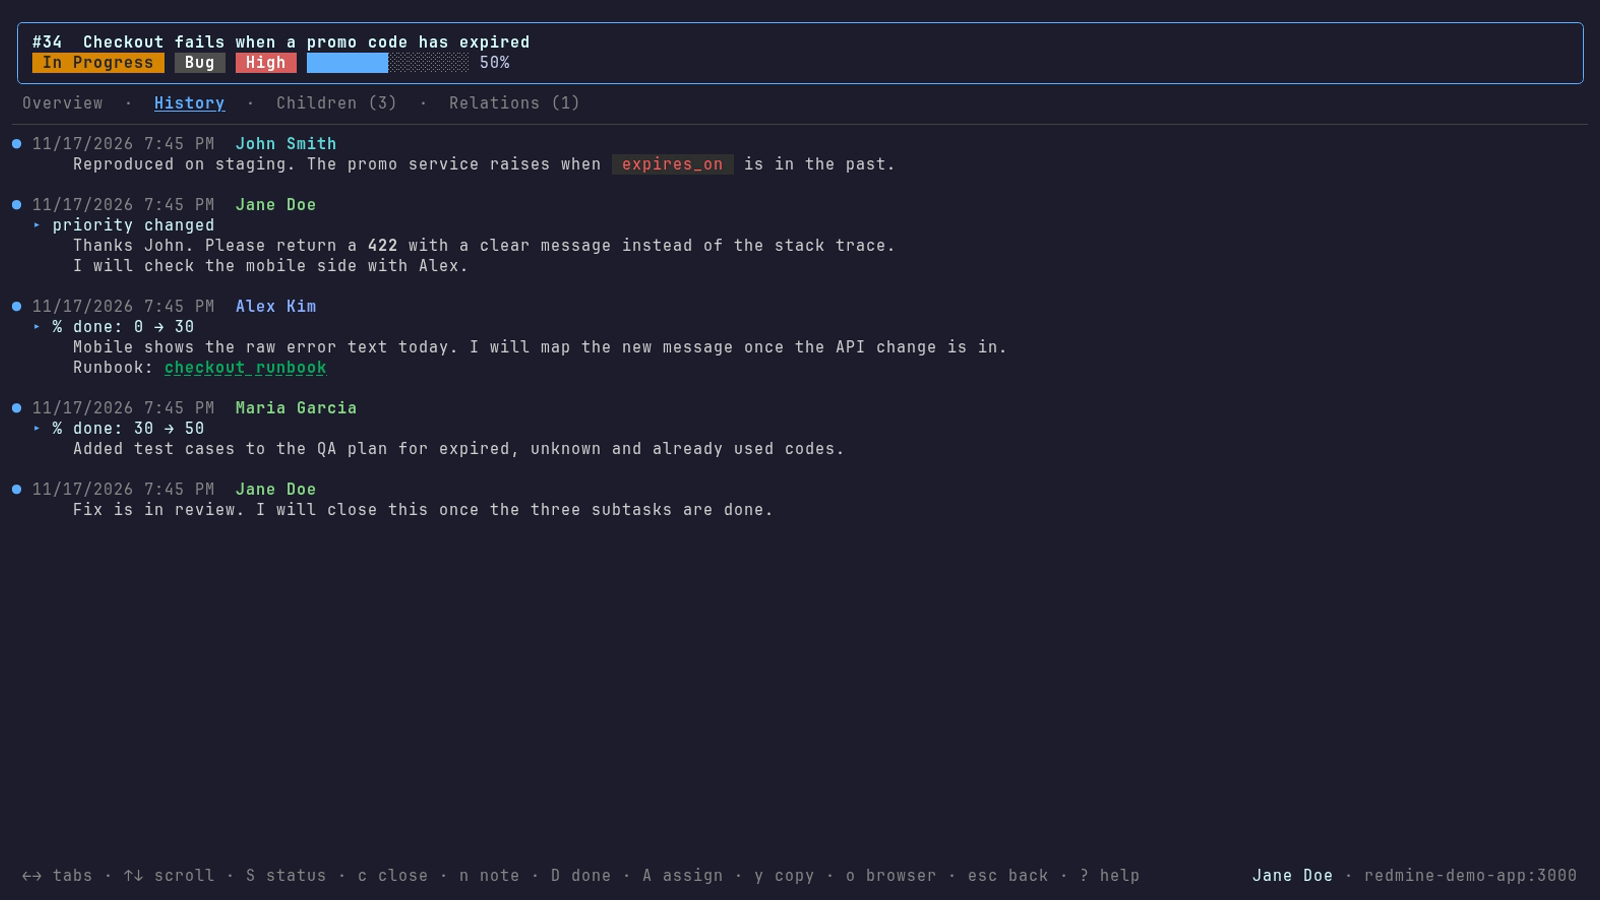 #34  Checkout fails when a promo code has expired
In Progress  Bug  High  50%
Overview  ·  History  ·  Children (3)  ·  Relations (1)
● 11/17/2026 7:45 PM  John Smith
Reproduced on staging. The promo service raises when expires_on is in the past.
● 11/17/2026 7:45 PM  Jane Doe
▸ priority changed
Thanks John. Please return a 422 with a clear message instead of the stack trace.
I will check the mobile side with Alex.
● 11/17/2026 7:45 PM  Alex Kim
▸ % done: 0 → 30
Mobile shows the raw error text today. I will map the new message once the API change is in.
Runbook: checkout runbook
● 11/17/2026 7:45 PM  Maria Garcia
▸ % done: 30 → 50
Added test cases to the QA plan for expired, unknown and already used codes.
● 11/17/2026 7:45 PM  Jane Doe
Fix is in review. I will close this once the three subtasks are done.
←→ tabs · ↑↓ scroll · S status · c close · n note · D done · A assign · y copy · o browser · esc back · ? help  Jane Doe · redmine-demo-app:3000